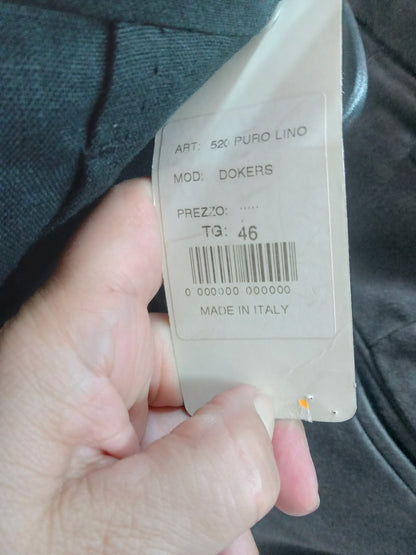 ART: 520 PURO LINO
MOD: DOKERS
PREZZO: .....
TG: 46
0 000000 000000
MADE IN ITALY